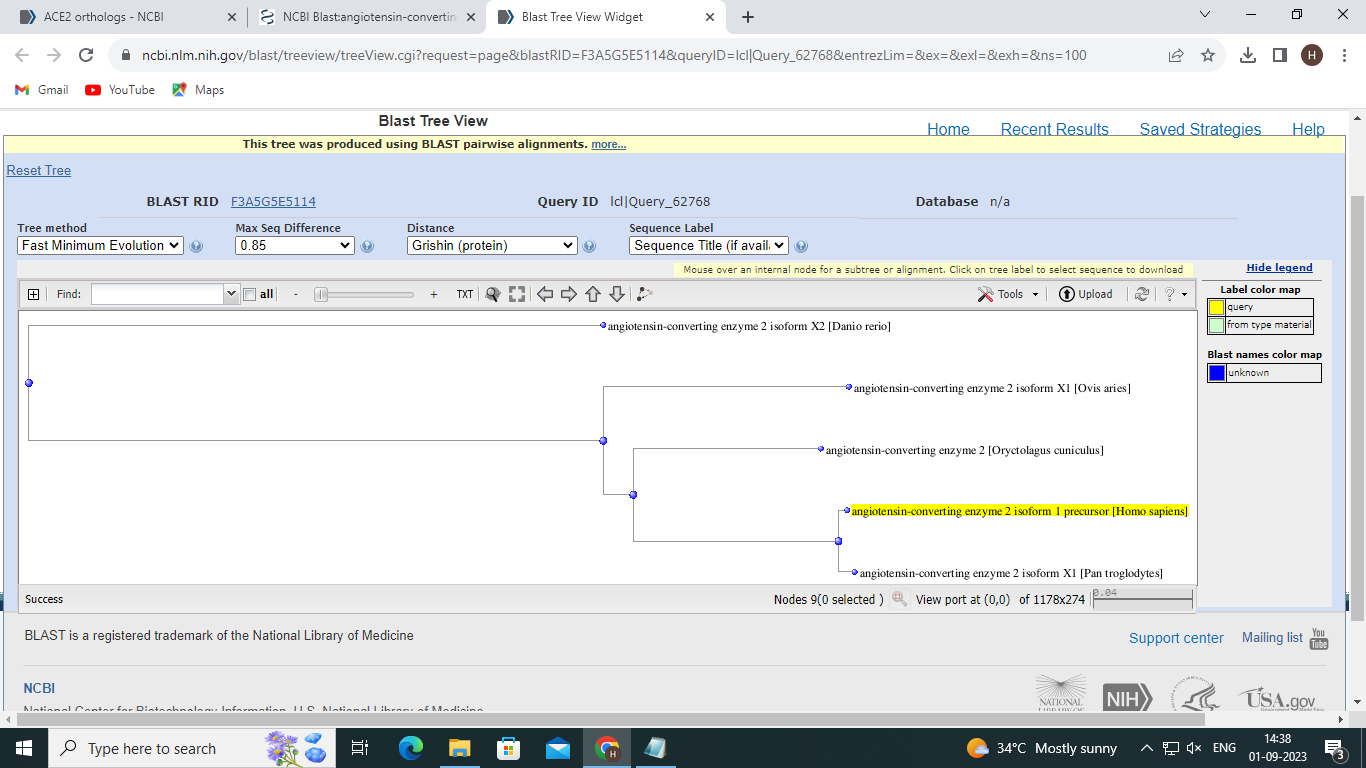 ACE2 orthologs - NCBI
NCBI Blast:angiotensin-convertin
Blast Tree View Widget
ncbi.nlm.nih.gov/blast/treeview/treeView.cgi?request=page&blastRID=F3A5G5E5114&queryID=lcl|Query_62768&entrezLim=&ex=&exl=&exh=&ns=100
H
Gmail YouTube Maps
Blast Tree View
Home Recent Results Saved Strategies Help
This tree was produced using BLAST pairwise alignments. more...
Reset Tree
BLAST RID F3A5G5E5114 Query ID lcl|Query_62768 Database n/a
Tree method Max Seq Difference Distance Sequence Label
Fast Minimum Evolution 0.85 Grishin (protein) Sequence Title (if avail
Mouse over an internal node for a subtree or alignment. Click on tree label to select sequence to download
Hide legend
Find: all - + TXT Tools Upload ?
Label color map
query
from type material
Blast names color map
unknown
angiotensin-converting enzyme 2 isoform X2 [Danio rerio]
angiotensin-converting enzyme 2 isoform X1 [Ovis aries]
angiotensin-converting enzyme 2 [Oryctolagus cuniculus]
angiotensin-converting enzyme 2 isoform 1 precursor [Homo sapiens]
angiotensin-converting enzyme 2 isoform X1 [Pan troglodytes]
Success Nodes 9(0 selected ) View port at (0,0) of 1178x274 0.04
BLAST is a registered trademark of the National Library of Medicine
Support center Mailing list You Tube
NCBI
National Center for Biotechnology Information, U.S. National Library of Medicine
NATIONAL LIBRARY OF
NIH
USA.gov
Type here to search
34°C Mostly sunny
ENG
14:38
01-09-2023
3